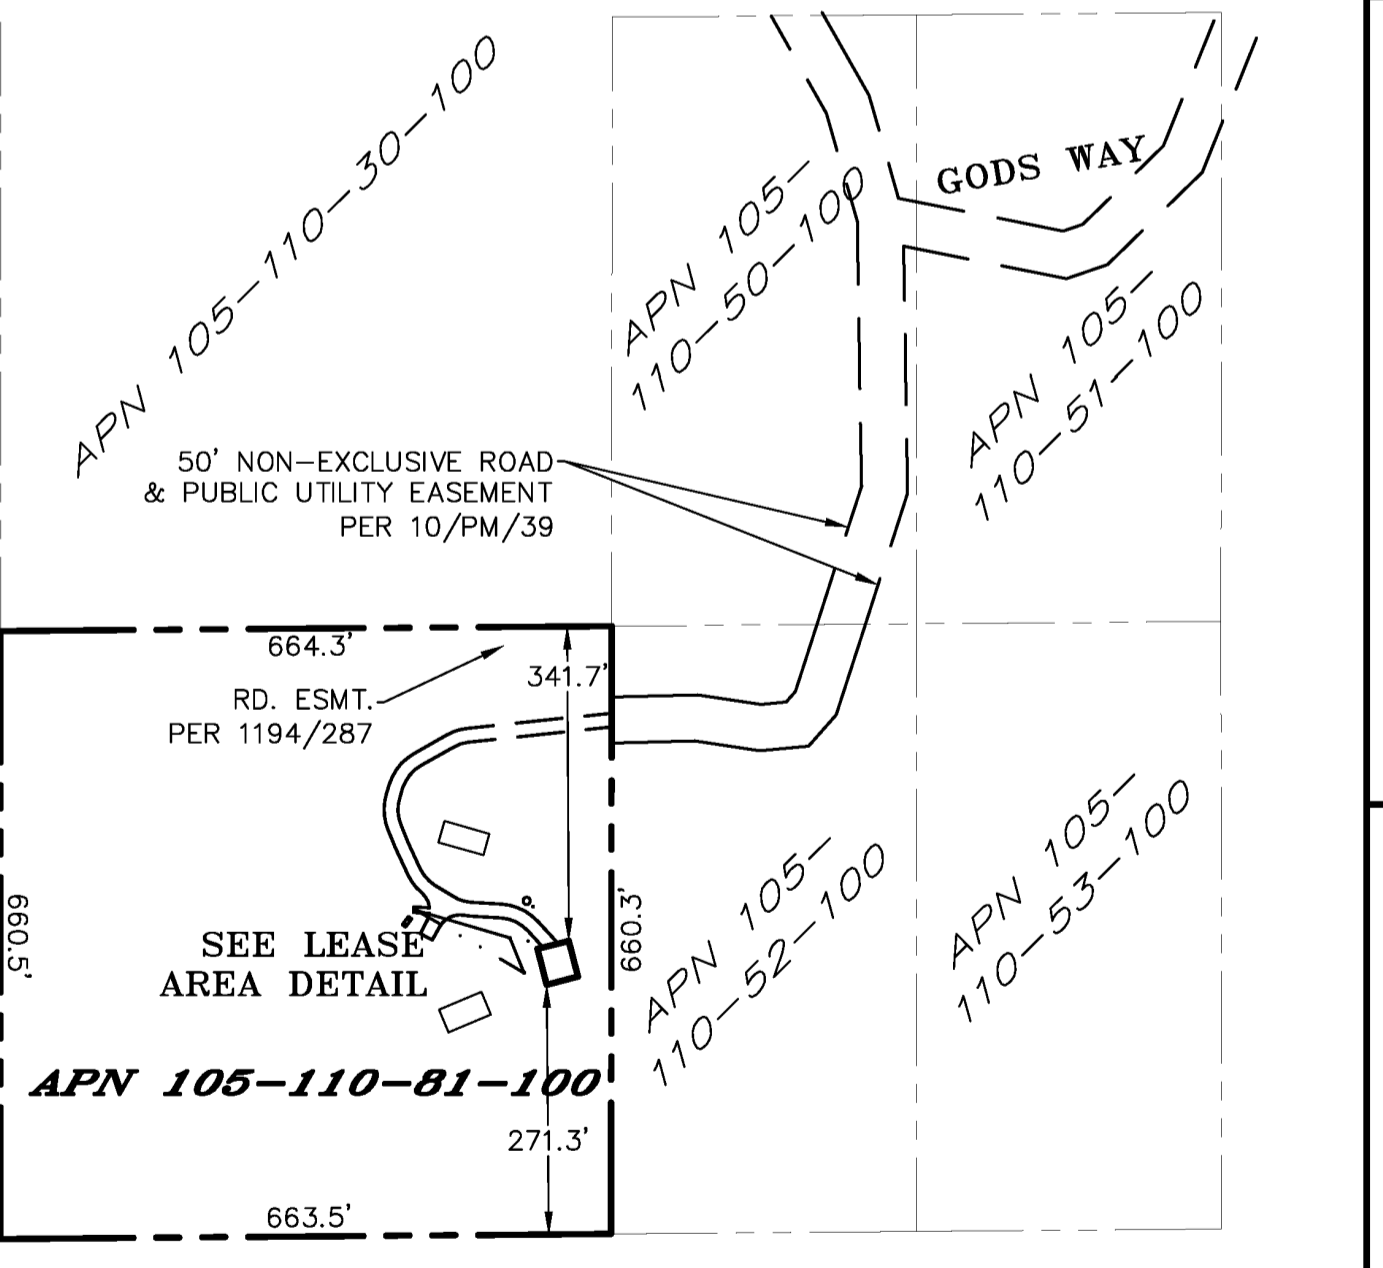 APN 105-110-30-100
APN 105-
110-50-100
GODS WAY
APN 105-
110-51-100
50' NON-EXCLUSIVE ROAD
& PUBLIC UTILITY EASEMENT
PER 10/PM/39
664.3'
341.7'
RD. ESMT.
PER 1194/287
660.5'
660.3'
SEE LEASE
AREA DETAIL
APN 105-
110-52-100
APN 105-
110-53-100
APN 105-110-81-100
271.3'
663.5'